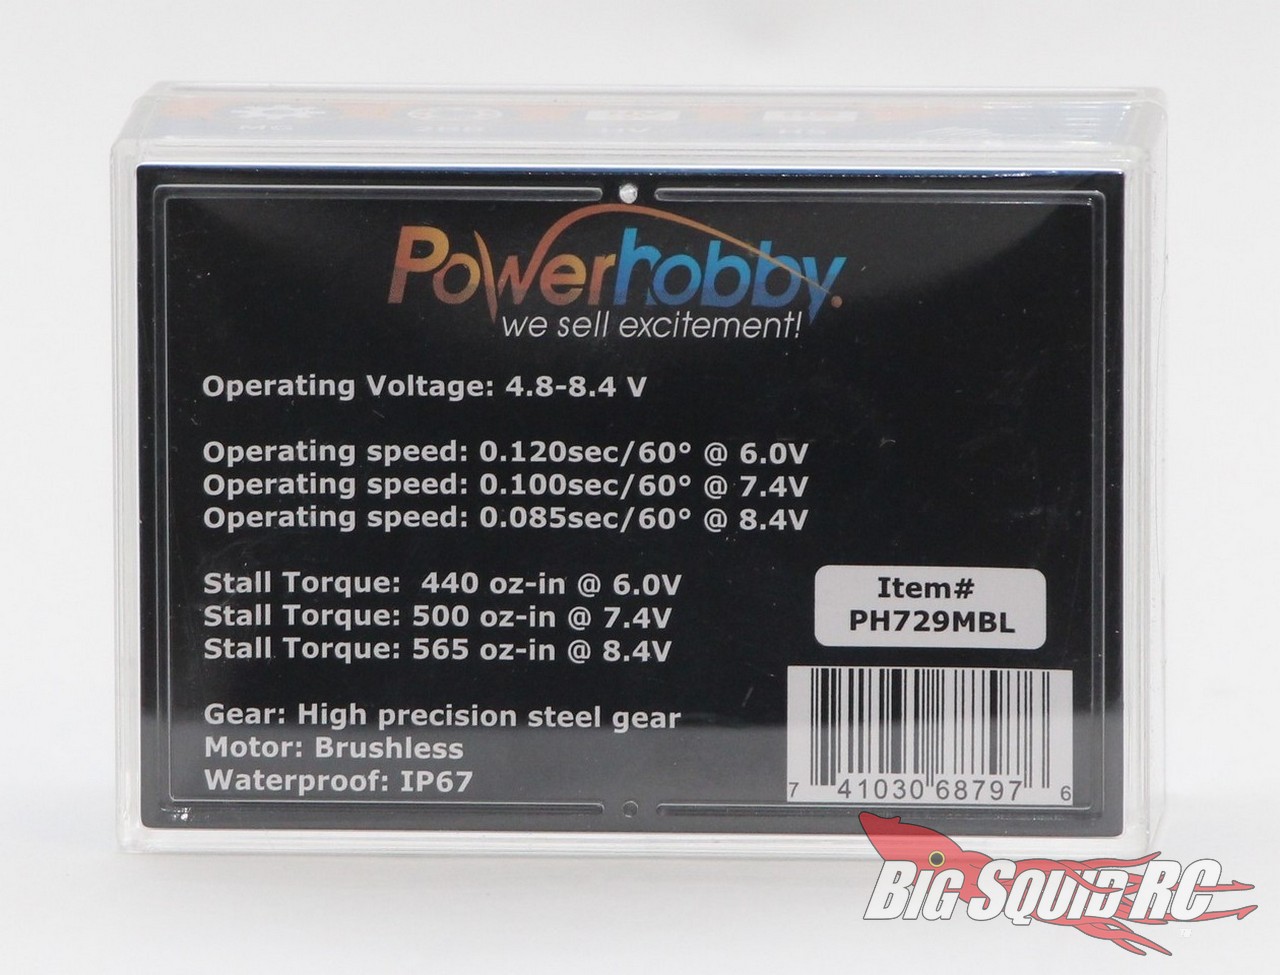 Powerhobby.
we sell excitement!
Operating Voltage: 4.8-8.4 V
Operating speed: 0.120sec/60° @ 6.0V
Operating speed: 0.100sec/60° @ 7.4V
Operating speed: 0.085sec/60° @ 8.4V
Stall Torque: 440 oz-in @ 6.0V
Stall Torque: 500 oz-in @ 7.4V
Stall Torque: 565 oz-in @ 8.4V
Item#
PH729MBL
Gear: High precision steel gear
Motor: Brushless
Waterproof: IP67
7 41030 68797 6
BIG SQUID RC
TM